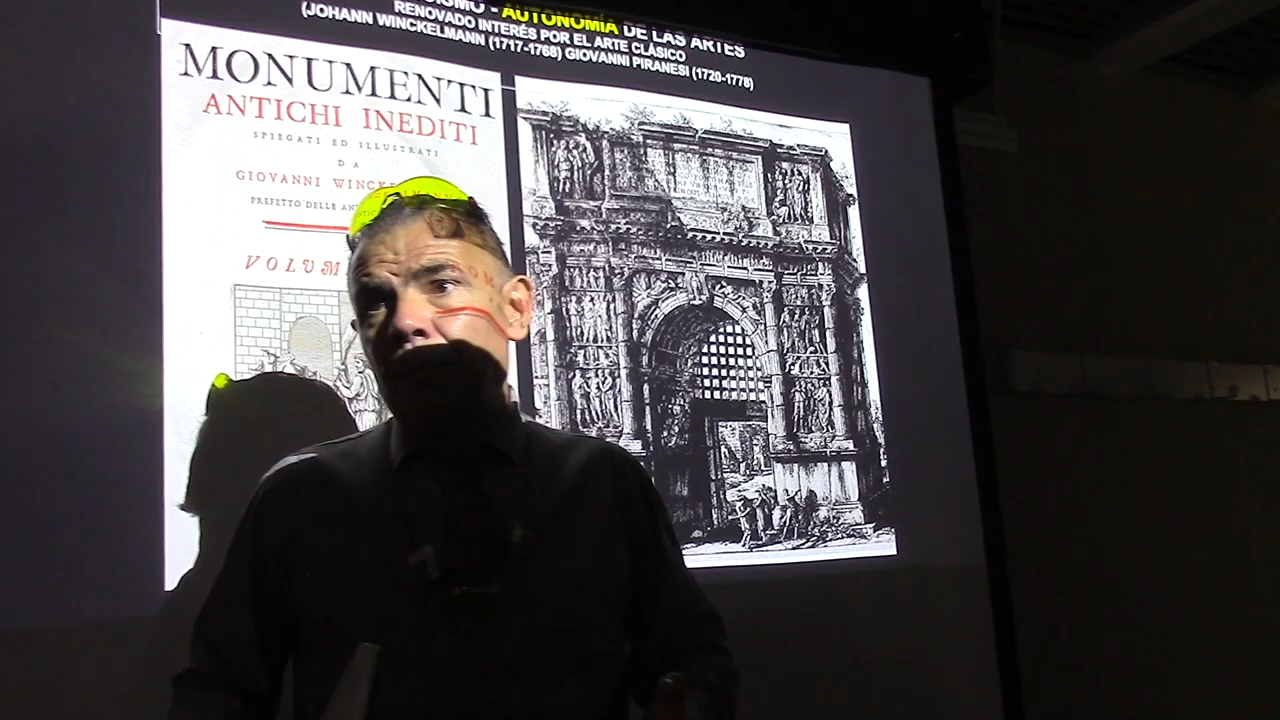 - AUTONOMÍA DE LAS ARTES
RENOVADO INTERÉS POR EL ARTE CLÁSICO
(JOHANN WINCKELMANN (1717-1768) GIOVANNI PIRANESI (1720-1778)
MONUMENTI
ANTICHI INEDITI
SPIEGATI ED ILLUSTRATI
DA
GIOVANNI
PREFETTO DELLE